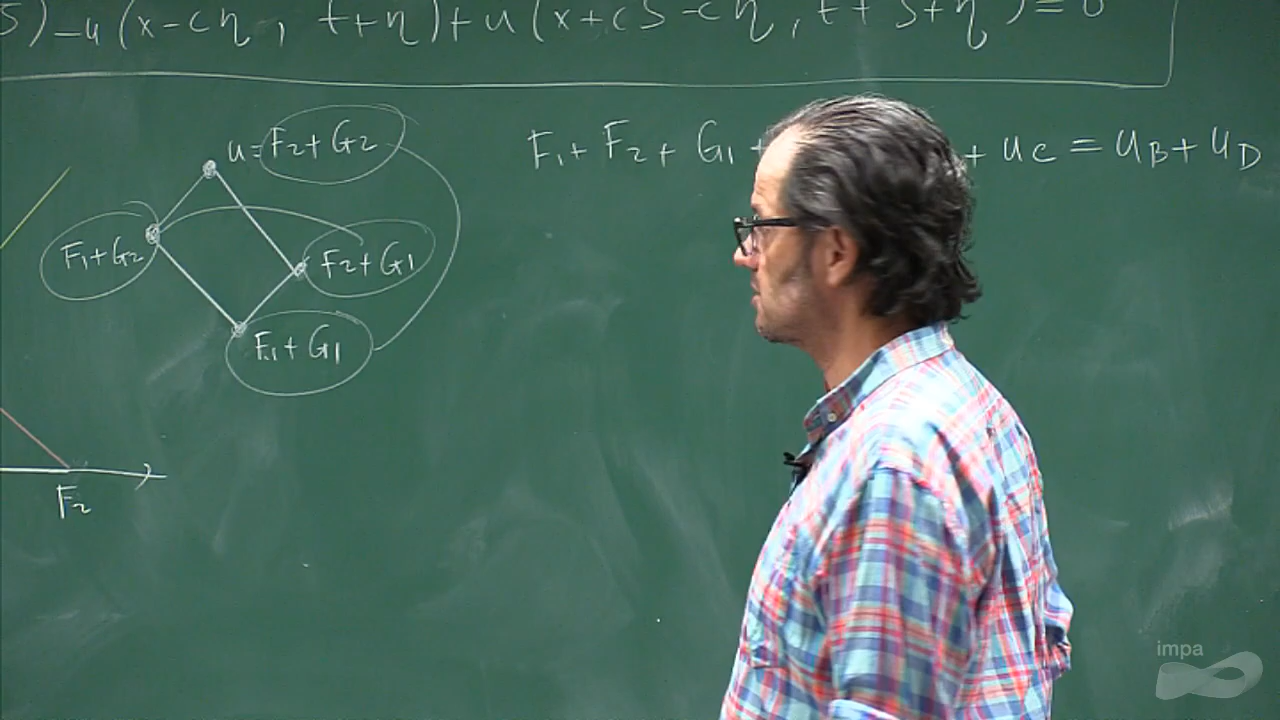 5) - u(x-cη, t+η) + u(x+cs-cη, t+s+η) = 0
u = F2 + G2
F1 + F2 + G1 +
+ uC = uB + uD
F1 + G2
F2 + G1
F1 + G1
F2
impa